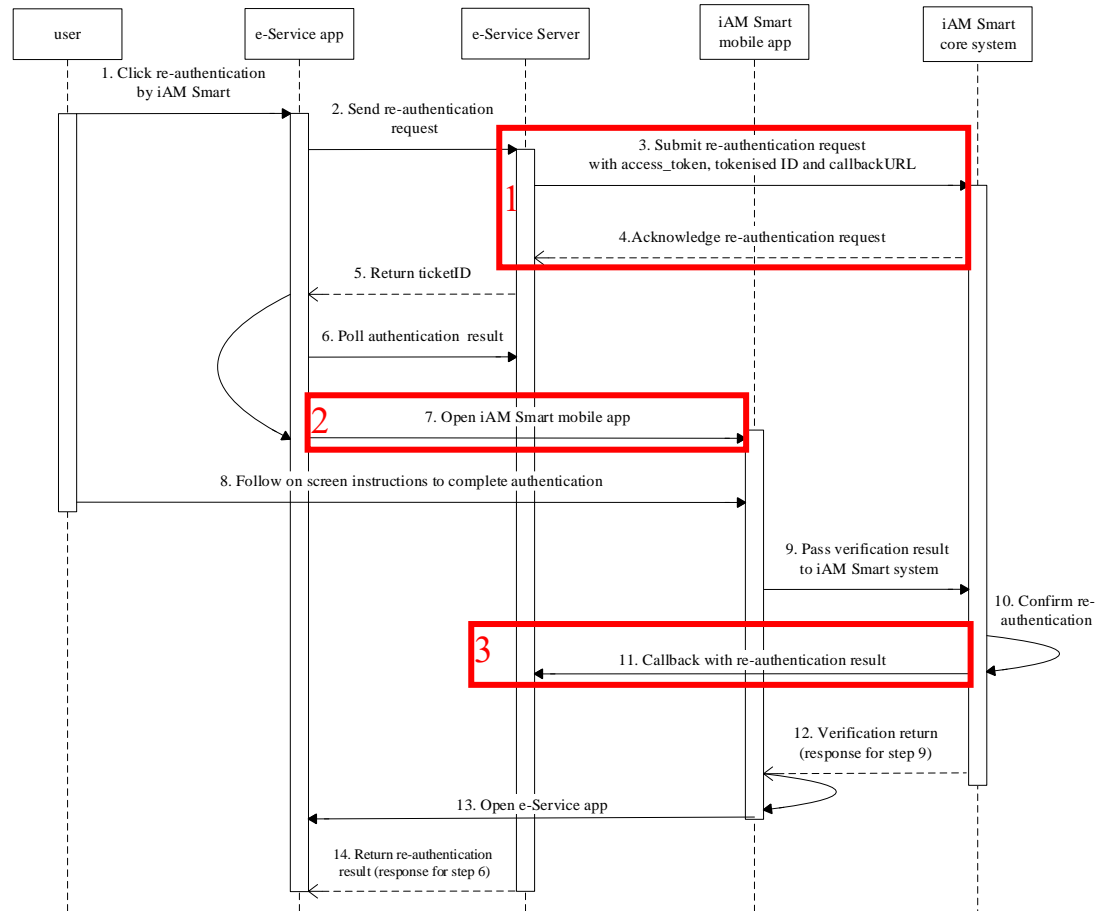 user
e-Service app
e-Service Server
iAM Smart
mobile app
iAM Smart
core system
1. Click re-authentication
by iAM Smart
2. Send re-authentication
request
3. Submit re-authentication request
with access_token, tokenised ID and callbackURL
1
4.Acknowledge re-authentication request
5. Return ticketID
6. Poll authentication result
2
7. Open iAM Smart mobile app
8. Follow on screen instructions to complete authentication
9. Pass verification result
to iAM Smart system
10. Confirm re-
authentication
3
11. Callback with re-authentication result
12. Verification return
(response for step 9)
13. Open e-Service app
14. Return re-authentication
result (response for step 6)